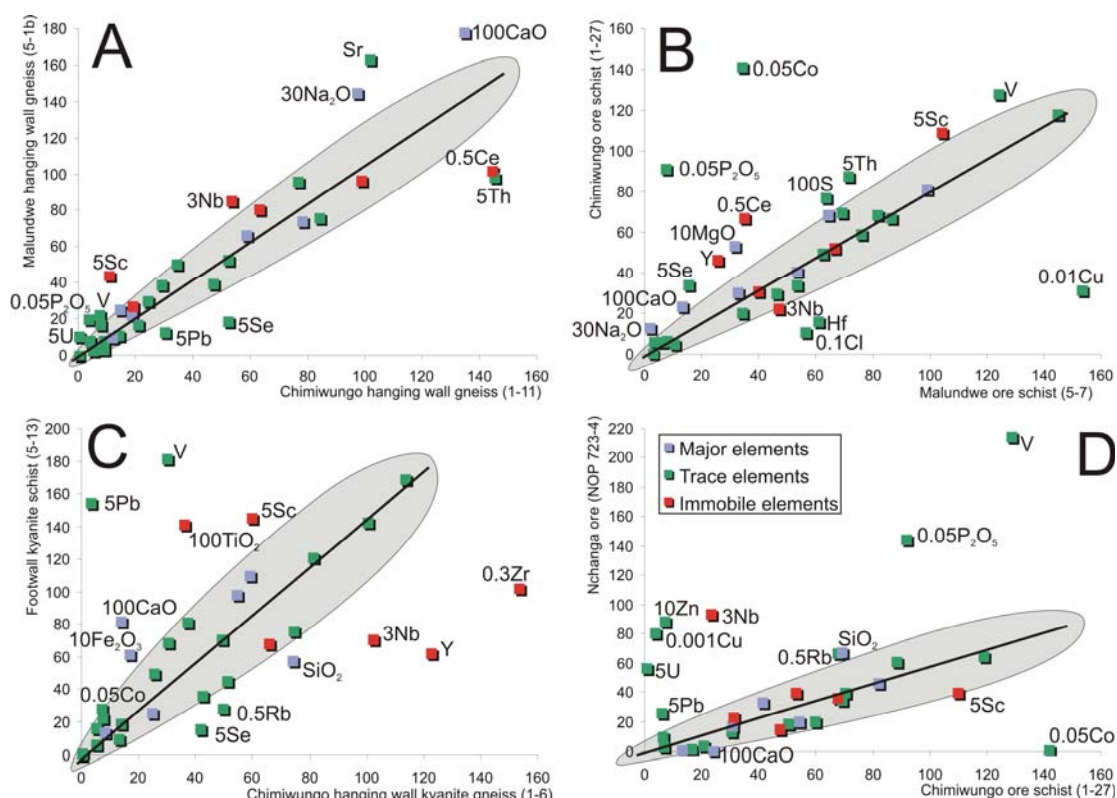 A
180
160
140
120
100
80
60
40
20
0
0 20 40 60 80 100 120 140 160
Malundwe hanging wall gneiss (5-1b)
Chimiwungo hanging wall gneiss (1-11)
100CaO
Sr
30Na₂O
0.5Ce
5Th
3Nb
5Sc
0.05P₂O₅ V
5U
5Pb
5Se
B
160
140
120
100
80
60
40
20
0
0 20 40 60 80 100 120 140 160
Chimiwungo ore schist (1-27)
Malundwe ore schist (5-7)
0.05Co
V
5Sc
0.05P₂O₅
5Th
100S
0.5Ce
10MgO
Y
5Se
100CaO
30Na₂O
3Nb
Hf
0.1Cl
0.01Cu
C
200
180
160
140
120
100
80
60
40
20
0
0 20 40 60 80 100 120 140 160
Footwall kyanite schist (5-13)
Chimiwungo hanging wall kyanite gneiss (1-6)
V
5Pb
5Sc
100TiO₂
0.3Zr
100CaO
10Fe₂O₃
3Nb
Y
SiO₂
0.05Co
0.5Rb
5Se
D
220
200
180
160
140
120
100
80
60
40
20
0
0 20 40 60 80 100 120 140 160
Nchanga ore (NOP 723-4)
Chimiwungo ore schist (1-27)
Major elements
Trace elements
Immobile elements
V
0.05P₂O₅
10Zn
3Nb
0.001Cu
SiO₂
5U
0.5Rb
5Pb
5Sc
100CaO
0.05Co